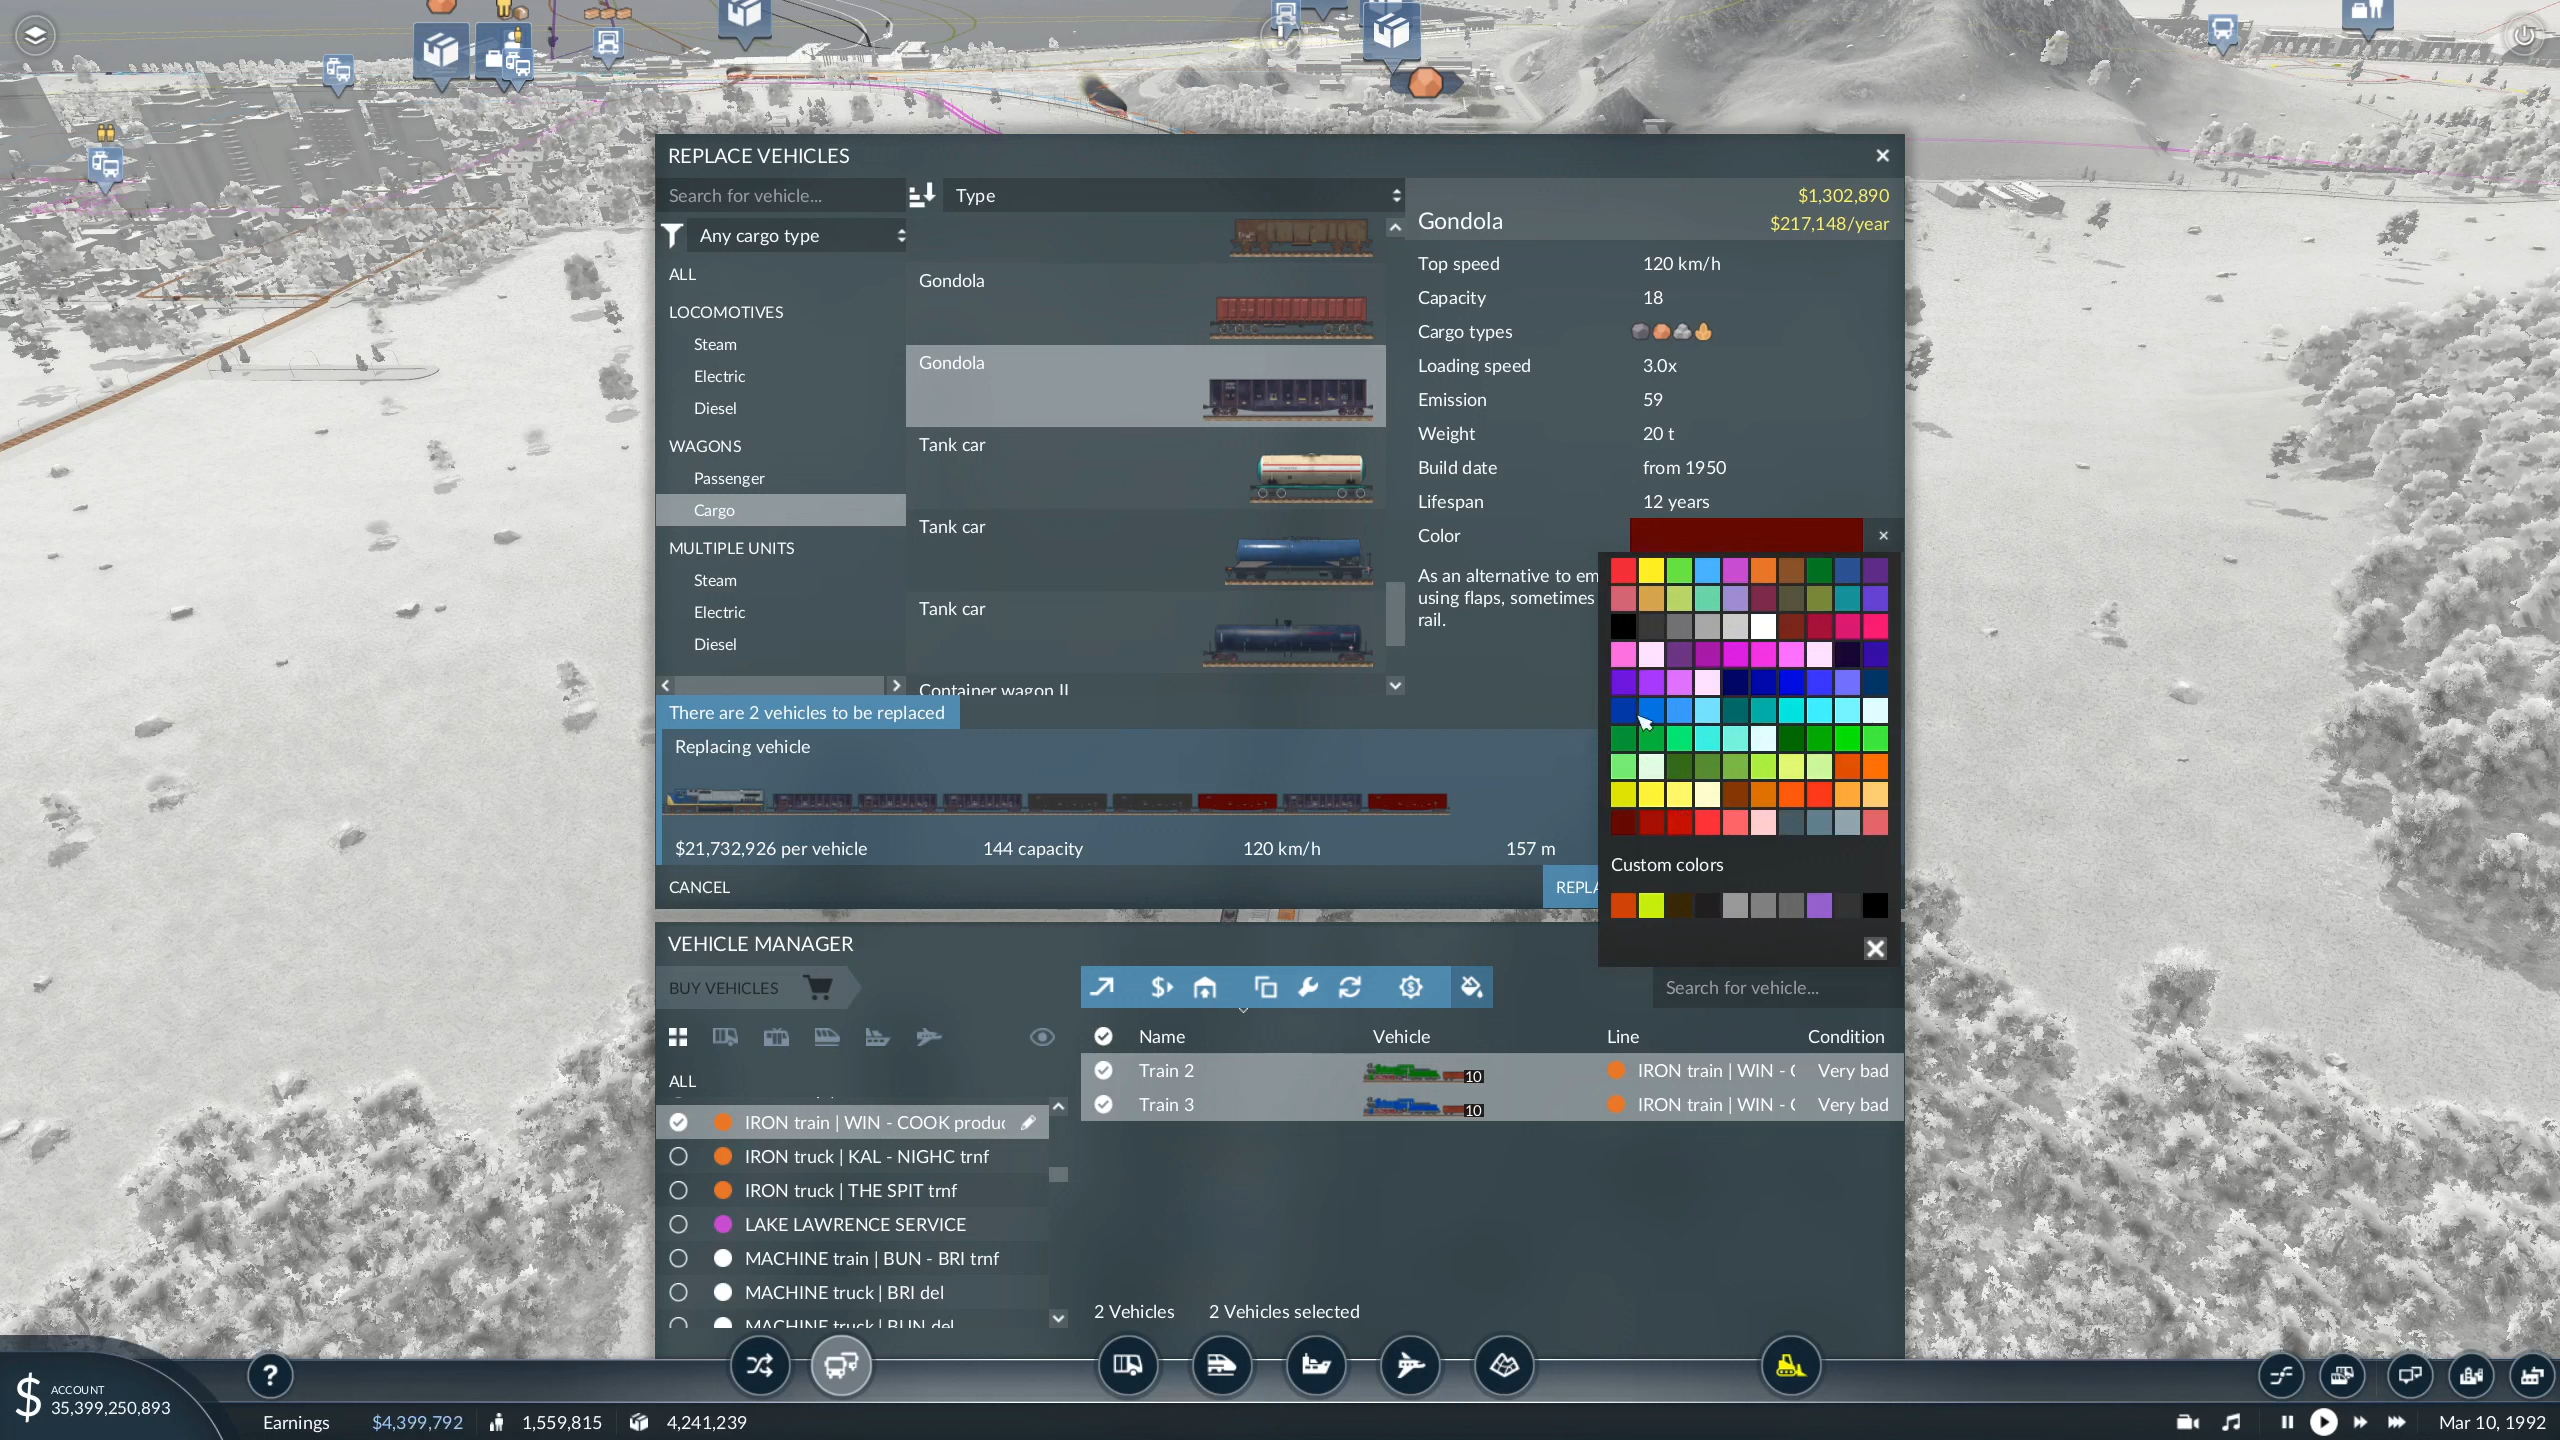 REPLACE VEHICLES
Search for vehicle...
Type
Any cargo type
ALL
LOCOMOTIVES
Steam
Electric
Diesel
WAGONS
Passenger
Cargo
MULTIPLE UNITS
Steam
Electric
Diesel
Gondola
Gondola
Tank car
Tank car
Tank car
Container wagon II
$1,302,890
Gondola
$217,148/year
Top speed 120 km/h
Capacity 18
Cargo types
Loading speed 3.0x
Emission 59
Weight 20 t
Build date from 1950
Lifespan 12 years
Color
As an alternative to em
using flaps, sometimes
rail.
Custom colors
There are 2 vehicles to be replaced
Replacing vehicle
$21,732,926 per vehicle 144 capacity 120 km/h 157 m
CANCEL
REPLA
VEHICLE MANAGER
BUY VEHICLES
Search for vehicle...
ALL
IRON train | WIN - COOK produc
IRON truck | KAL - NIGHC trnf
IRON truck | THE SPIT trnf
LAKE LAWRENCE SERVICE
MACHINE train | BUN - BRI trnf
MACHINE truck | BRI del
MACHINE truck | BUN del
Name Vehicle Line Condition
Train 2 10 IRON train | WIN - C Very bad
Train 3 10 IRON train | WIN - C Very bad
2 Vehicles 2 Vehicles selected
?
$ ACCOUNT
35,399,250,893
Earnings $4,399,792 1,559,815 4,241,239
Mar 10, 1992